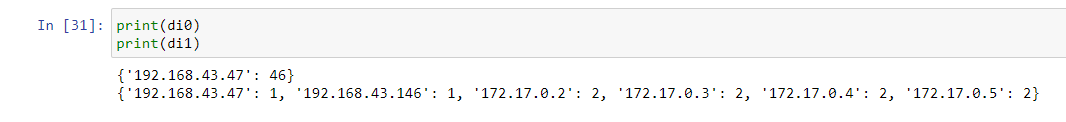 In [31]: print(di0)
print(di1)
{'192.168.43.47': 46}
{'192.168.43.47': 1, '192.168.43.146': 1, '172.17.0.2': 2, '172.17.0.3': 2, '172.17.0.4': 2, '172.17.0.5': 2}